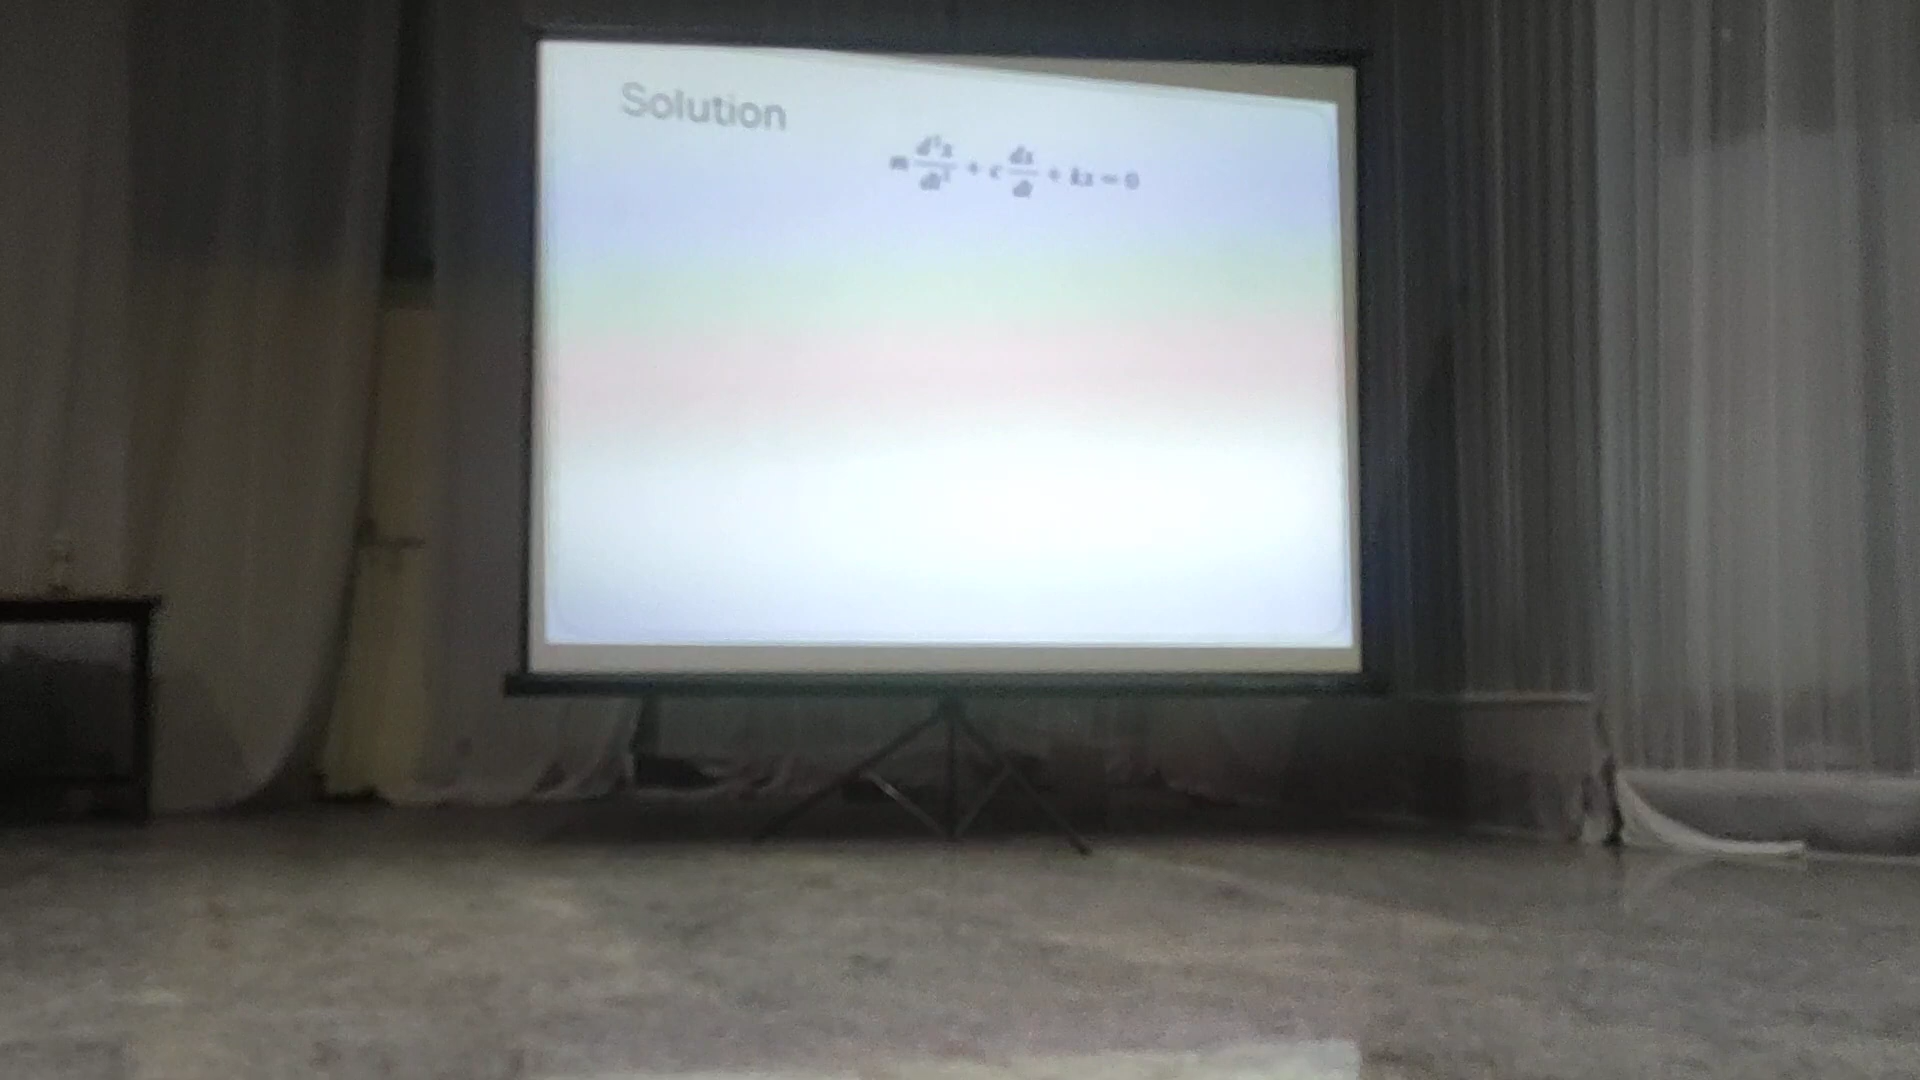 Solution
m d²x/dt² + c dx/dt + kx = 0